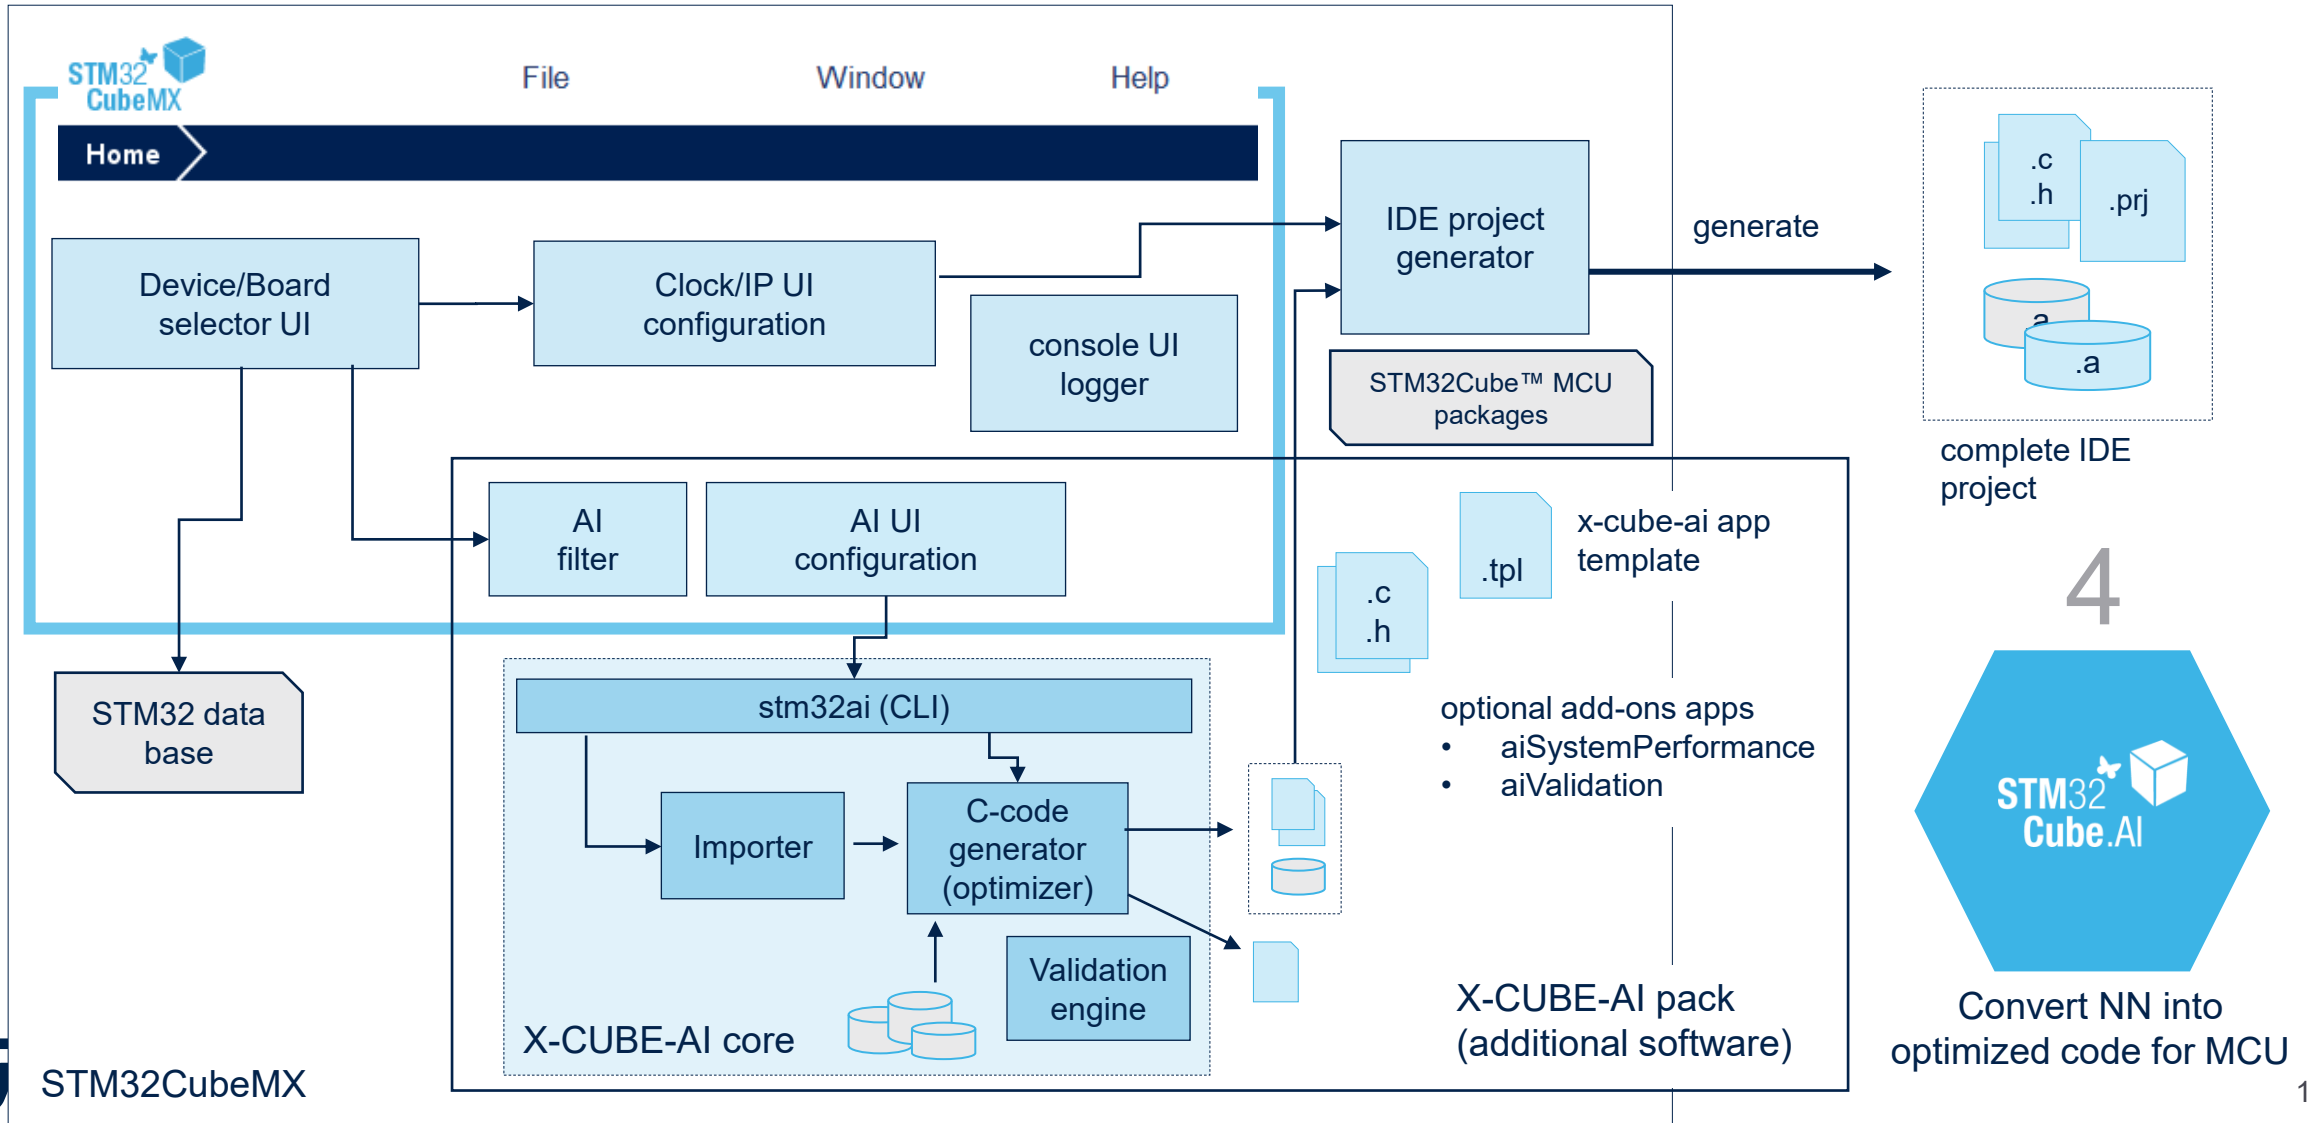 STM32
CubeMX
File
Window
Help
Home
Device/Board
selector UI
Clock/IP UI
configuration
console UI
logger
IDE project
generator
generate
STM32Cube™ MCU
packages
.c
.h
.prj
.a
.a
complete IDE
project
AI
filter
AI UI
configuration
.c
.h
.tpl
x-cube-ai app
template
STM32 data
base
stm32ai (CLI)
Importer
C-code
generator
(optimizer)
Validation
engine
X-CUBE-AI core
optional add-ons apps
• aiSystemPerformance
• aiValidation
X-CUBE-AI pack
(additional software)
STM32CubeMX
4
STM32
Cube.AI
Convert NN into
optimized code for MCU
1